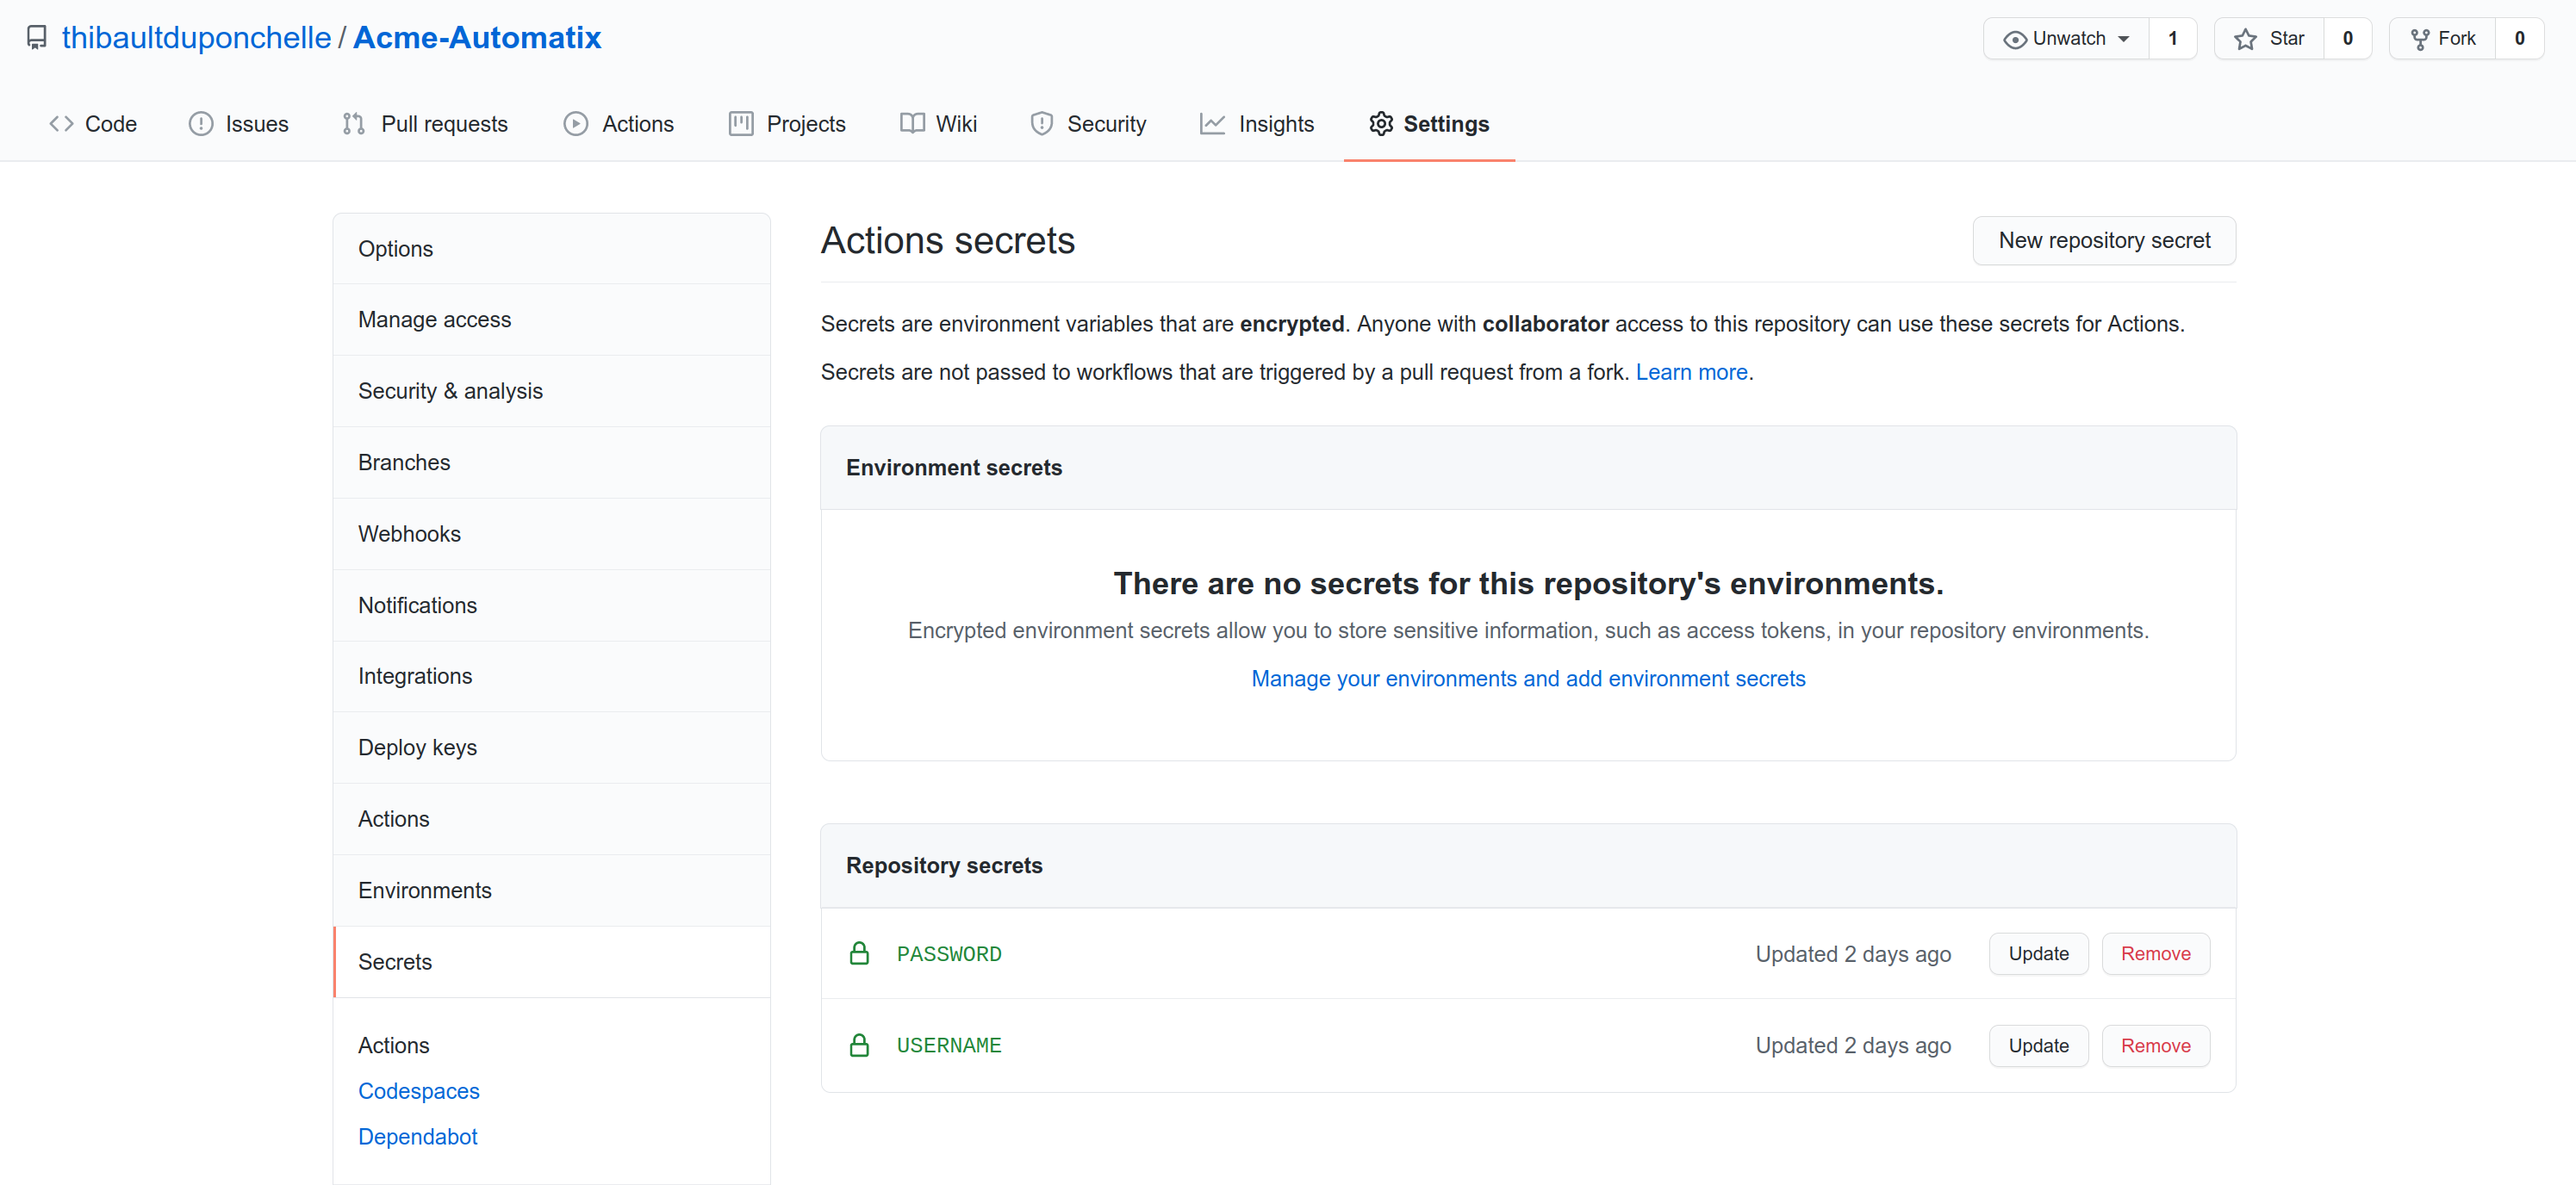 thibaultduponchelle / Acme-Automatix
Unwatch 1 Star 0 Fork 0
Code Issues Pull requests Actions Projects Wiki Security Insights Settings
Options
Manage access
Security & analysis
Branches
Webhooks
Notifications
Integrations
Deploy keys
Actions
Environments
Secrets
Actions
Codespaces
Dependabot
Actions secrets
New repository secret
Secrets are environment variables that are encrypted. Anyone with collaborator access to this repository can use these secrets for Actions.
Secrets are not passed to workflows that are triggered by a pull request from a fork. Learn more.
Environment secrets
There are no secrets for this repository's environments.
Encrypted environment secrets allow you to store sensitive information, such as access tokens, in your repository environments.
Manage your environments and add environment secrets
Repository secrets
PASSWORD Updated 2 days ago Update Remove
USERNAME Updated 2 days ago Update Remove